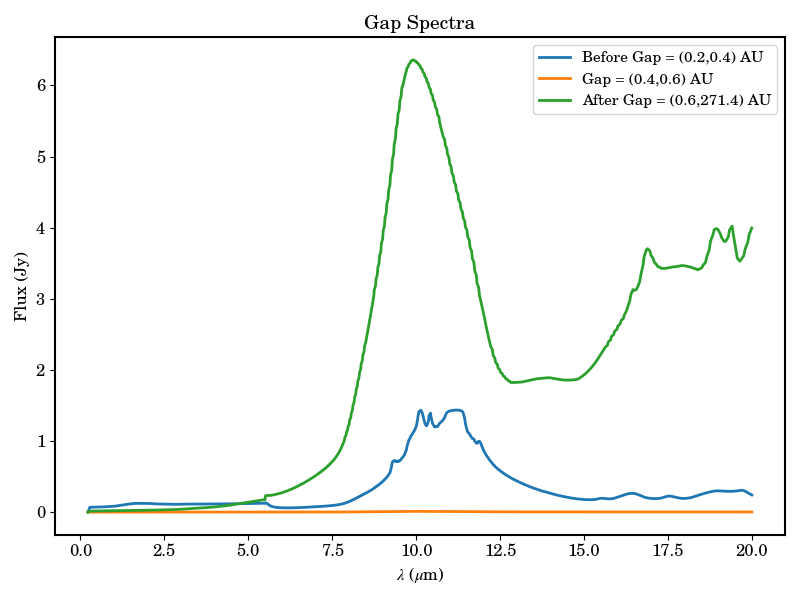 Gap Spectra
Before Gap = (0.2,0.4) AU
Gap = (0.4,0.6) AU
After Gap = (0.6,271.4) AU
Flux (Jy)
6
5
4
3
2
1
0
0.0 2.5 5.0 7.5 10.0 12.5 15.0 17.5 20.0
λ (μm)